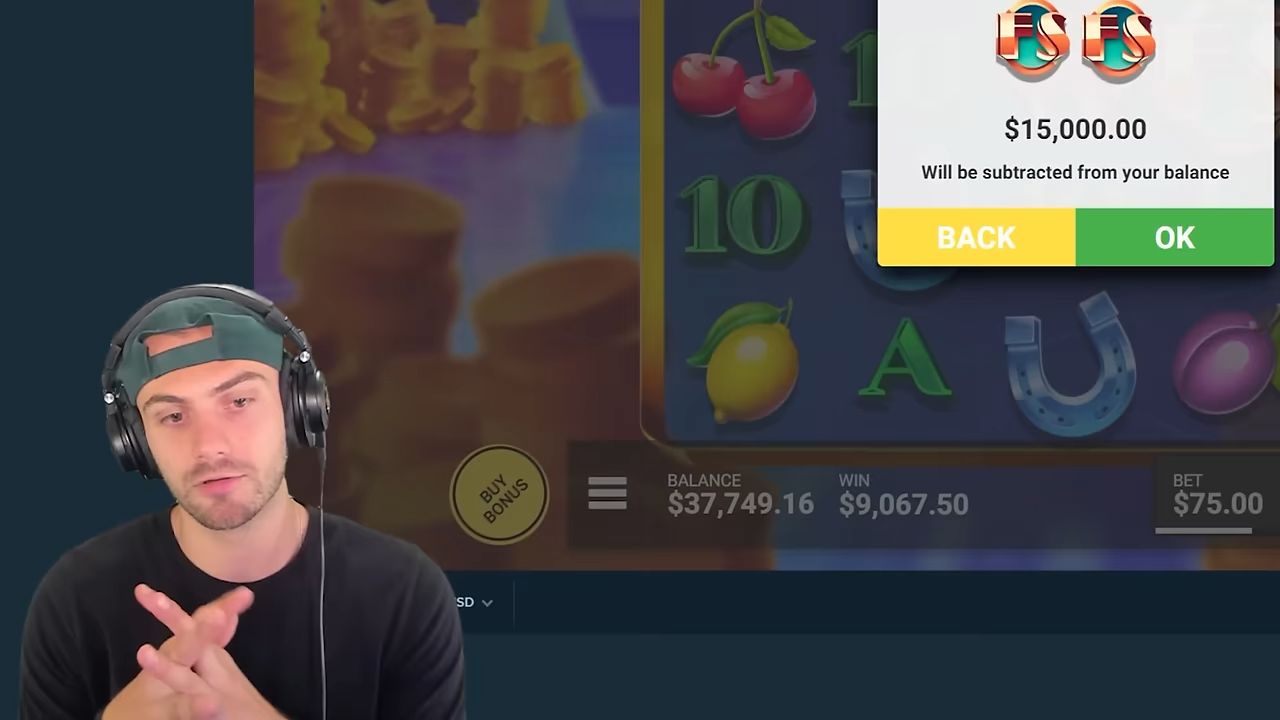 FS FS
$15,000.00
Will be subtracted from your balance
BACK OK
10
A
BUY BONUS
BALANCE WIN BET
$37,749.16 $9,067.50 $75.00
SD